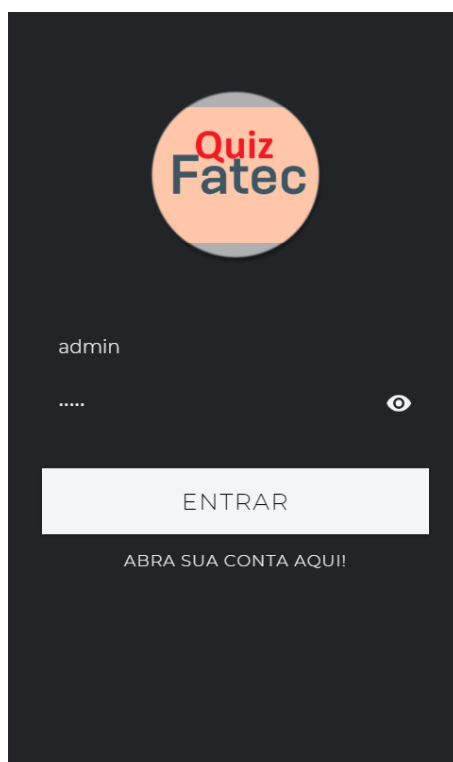 Quiz
Fatec
admin
.....
ENTRAR
ABRA SUA CONTA AQUI!